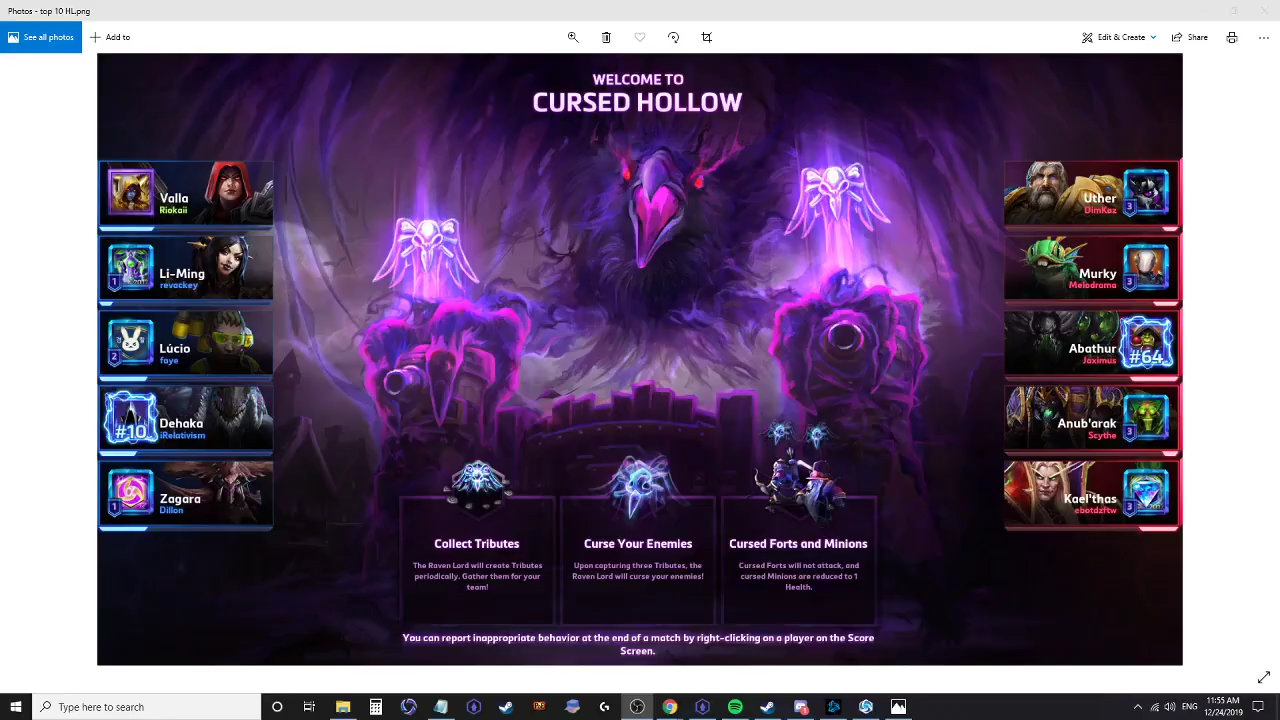 Photos - top 10 HL.png
See all photos
Add to
Edit & Create
Share
WELCOME TO
CURSED HOLLOW
Valla
Riokaii
Li-Ming
revackey
1
Lúcio
faye
2
Dehaka
iRelativism
#10
Zagara
Dillon
1
Uther
DimKøz
3
Murky
Melodrama
3
Abathur
Jaximus
#64
Anub'arak
Scythe
3
Kael'thas
ebotdzftw
3
Collect Tributes
The Raven Lord will create Tributes
periodically. Gather them for your
team!
Curse Your Enemies
Upon capturing three Tributes, the
Raven Lord will curse your enemies!
Cursed Forts and Minions
Cursed Forts will not attack, and
cursed Minions are reduced to 1
Health.
You can report inappropriate behavior at the end of a match by right-clicking on a player on the Score
Screen.
Type here to search
ENG
11:55 AM
12/24/2019